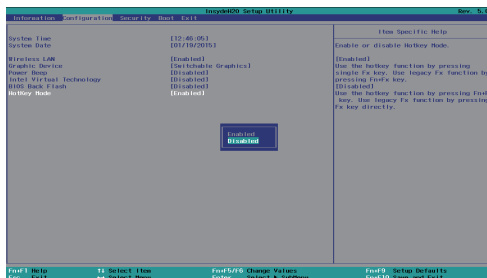 InsydeH20 Setup Utility Rev. 5.0
Information Configuration Security Boot Exit
System Time [12:46:05]
System Date [01/10/2015]
Wireless LAN [Enabled]
Graphic Device [Switchable Graphics]
Power Beep [Disabled]
Intel Virtual Technology [Disabled]
BIOS Back Flash [Disabled]
HotKey Mode [Enabled]
Enabled
Disabled
Item Specific Help
Enable or disable Hotkey Mode.
[Enabled]
Use the hotkey function by pressing
single Fx key. Use legacy Fx function by
pressing Fn+Fx key.
[Disabled]
Use the hotkey function by pressing Fn+F
key. Use legacy Fx function by pressing
Fx key directly.
Fn+F1 Help ↑↓ Select Item Fn+F5/F6 Change Values Fn+F9 Setup Defaults
Esc Exit ↔ Select Menu Enter Select ▶ SubMenu Fn+F10 Save and Exit